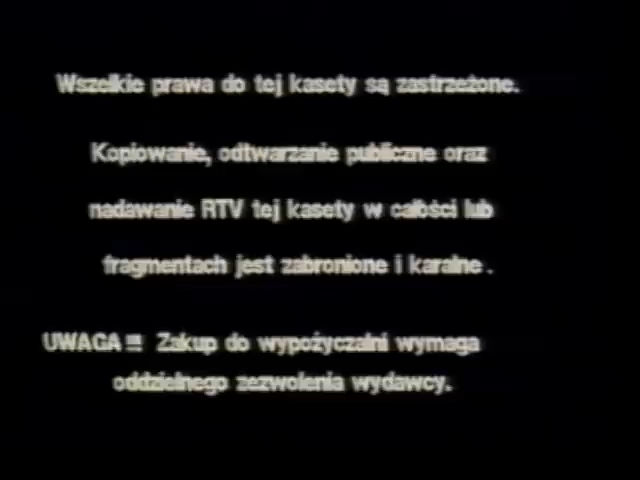 Wszelkie prawa do tej kasety są zastrzeżone.
Kopiowanie, odtwarzanie publiczne oraz
nadawanie RTV tej kasety w całości lub
fragmentach jest zabronione i karalne.
UWAGA!!! Zakup do wypożyczalni wymaga
oddzielnego zezwolenia wydawcy.